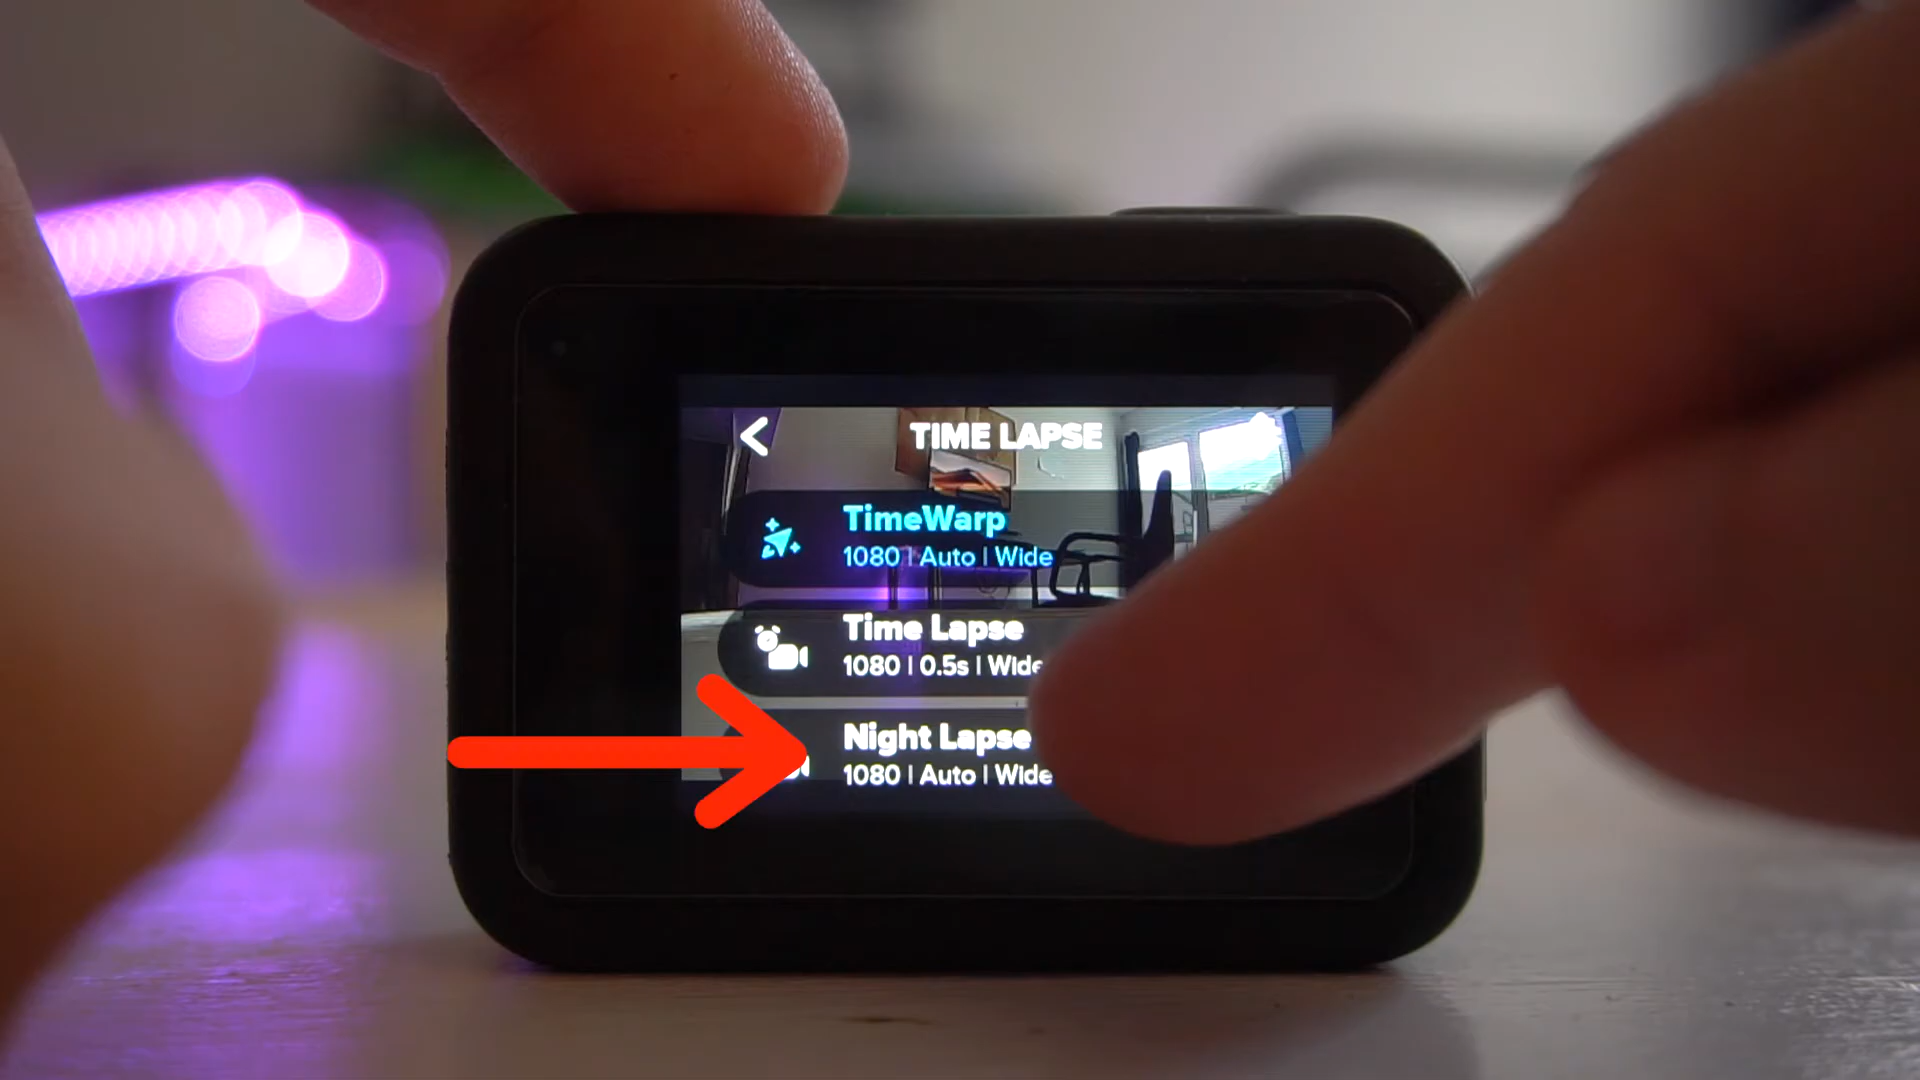 TIME LAPSE
TimeWarp
1080 | Auto | Wide
Time Lapse
1080 | 0.5s | Wide
Night Lapse
1080 | Auto | Wide